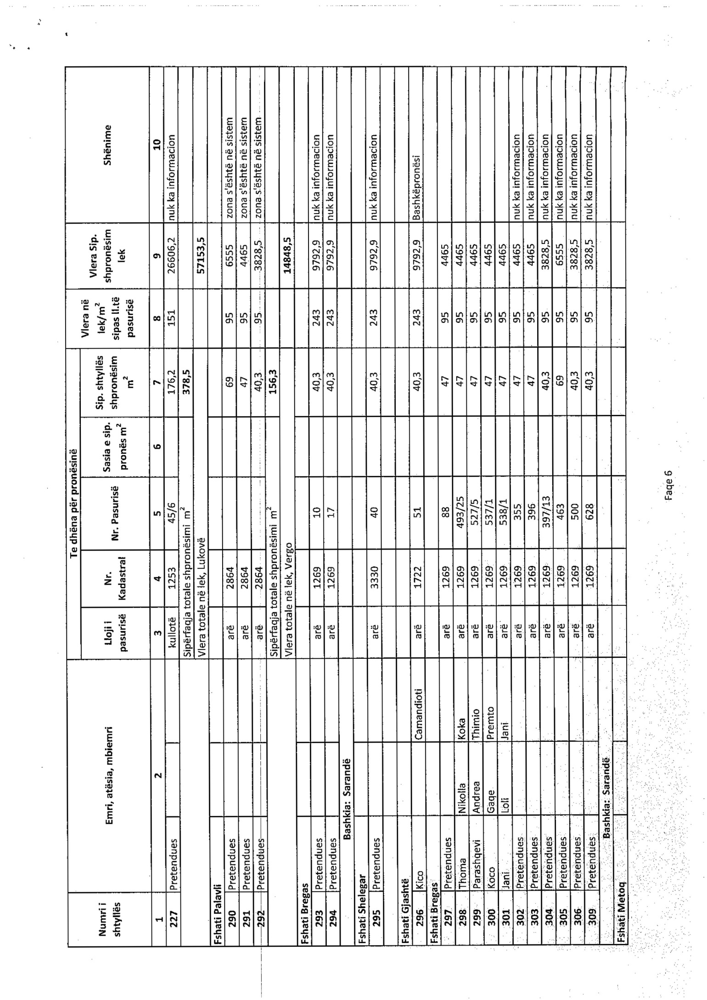 Numri i shtyllës | Emri, atësia, mbiemri | Te dhëna për pronësinë | Vlera në lek/m² sipas ll.të pasurisë | Vlera Sip. shpronësim lek | Shënime
Lloji i pasurisë | Nr. Kadastral | Nr. Pasurisë | Sasia e sip. pronës m² | Sip. shtyllës shpronësim m²
1 | 2 | 3 | 4 | 5 | 6 | 7 | 8 | 9 | 10
227 | Pretendues | kullotë | 1253 | 45/6 | 176,2 | 151 | 26606,2 | nuk ka informacion
Sipërfaqja totale shpronësimi m² | 378,5
Vlera totale në lek, Lukovë | 57153,5
Fshati Palavli
290 | Pretendues | arë | 2864 | 69 | 95 | 6555 | zona s'është në sistem
291 | Pretendues | arë | 2864 | 47 | 95 | 4465 | zona s'është në sistem
292 | Pretendues | arë | 2864 | 40,3 | 95 | 3828,5 | zona s'është në sistem
Sipërfaqja totale shpronësimi m² | 156,3
Vlera totale në lek, Vergo | 14848,5
Fshati Bregas
293 | Pretendues | arë | 1269 | 10 | 40,3 | 243 | 9792,9 | nuk ka informacion
294 | Pretendues | arë | 1269 | 17 | 40,3 | 243 | 9792,9 | nuk ka informacion
Bashkia: Sarandë
Fshati Shelegar
295 | Pretendues | arë | 3330 | 40 | 40,3 | 243 | 9792,9 | nuk ka informacion
Fshati Gjashtë
296 | Kico | Camandioti | arë | 1722 | 51 | 40,3 | 243 | 9792,9 | Bashkëpronësi
Fshati Bregas
297 | Pretendues | arë | 1269 | 88 | 47 | 95 | 4465
298 | Thoma | Nikolla | Koka | arë | 1269 | 493/25 | 47 | 95 | 4465
299 | Parashqevi | Andrea | Thimio | arë | 1269 | 527/5 | 47 | 95 | 4465
300 | Koco | Gaqe | Premto | arë | 1269 | 537/1 | 47 | 95 | 4465
301 | Jani | Loli | Jani | arë | 1269 | 538/1 | 47 | 95 | 4465
302 | Pretendues | arë | 1269 | 355 | 47 | 95 | 4465 | nuk ka informacion
303 | Pretendues | arë | 1269 | 396 | 47 | 95 | 4465 | nuk ka informacion
304 | Pretendues | arë | 1269 | 397/13 | 40,3 | 95 | 3828,5 | nuk ka informacion
305 | Pretendues | arë | 1269 | 463 | 69 | 95 | 6555 | nuk ka informacion
306 | Pretendues | arë | 1269 | 500 | 40,3 | 95 | 3828,5 | nuk ka informacion
309 | Pretendues | arë | 1269 | 628 | 40,3 | 95 | 3828,5 | nuk ka informacion
Bashkia: Sarandë
Fshati Metoq
Faqe 6